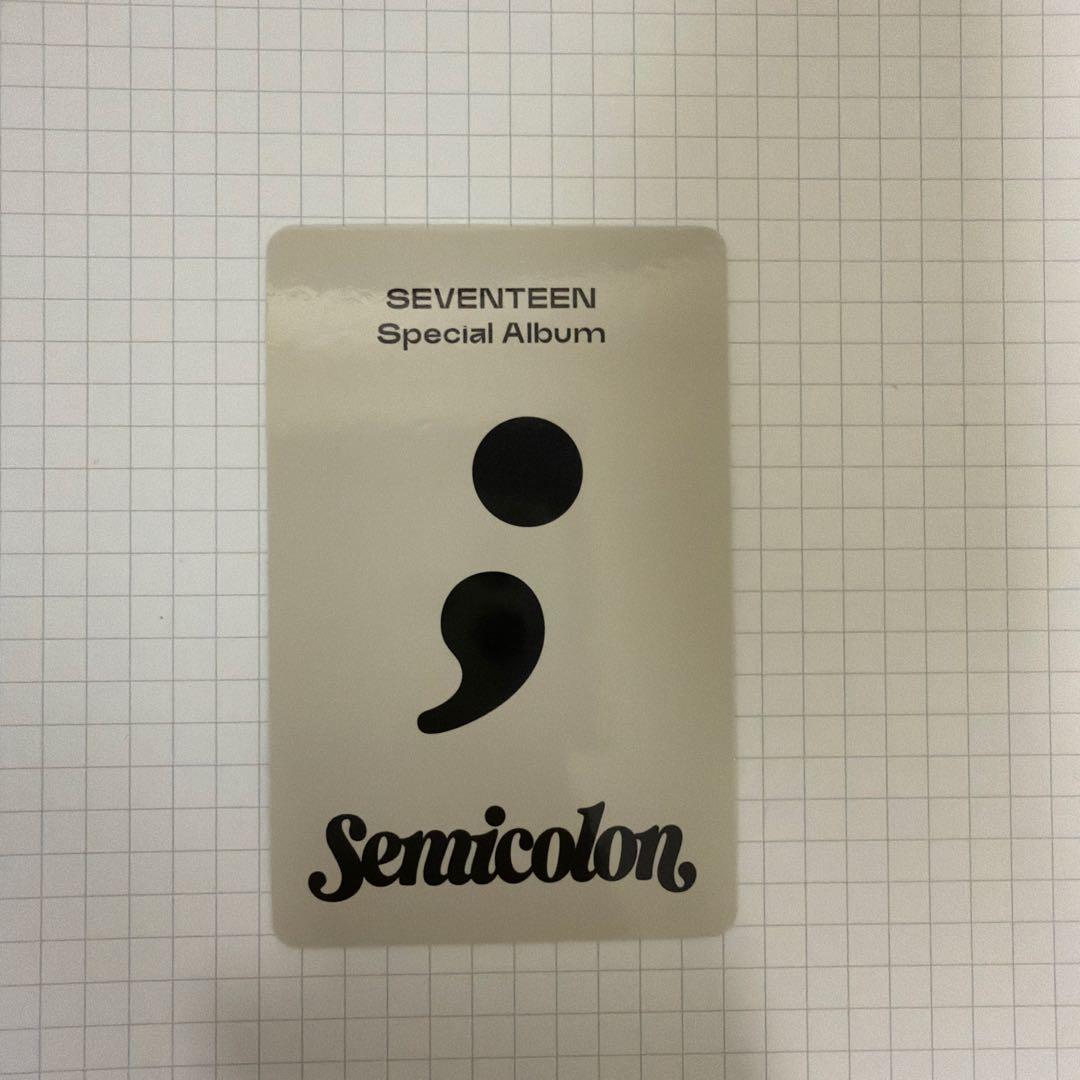 SEVENTEEN
Special Album
;
Semicolon